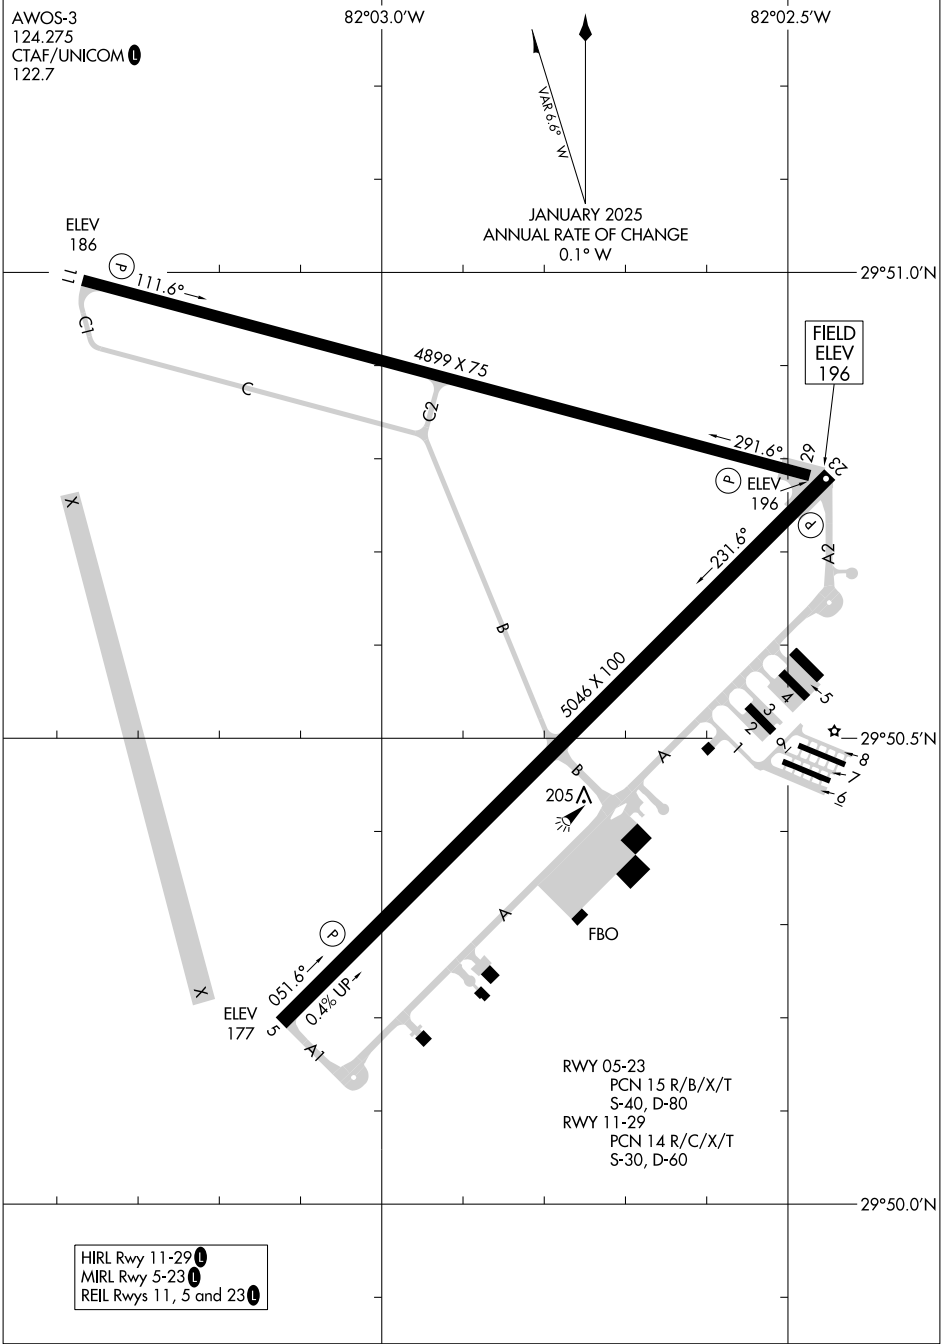 AWOS-3
124.275
CTAF/UNICOM L
122.7
82°03.0'W
82°02.5'W
VAR 6.6° W
JANUARY 2025
ANNUAL RATE OF CHANGE
0.1° W
ELEV
186
11
P
111.6°
29°51.0'N
C1
C
4899 X 75
C2
FIELD
ELEV
196
291.6°
29
23
P
ELEV
196
P
231.6°
A2
X
B
5046 X 100
5
4
3
2
1
9
8
7
6
29°50.5'N
A
B
205
A
FBO
P
X
051.6°
0.4% UP
ELEV
177
5
A1
RWY 05-23
PCN 15 R/B/X/T
S-40, D-80
RWY 11-29
PCN 14 R/C/X/T
S-30, D-60
29°50.0'N
HIRL Rwy 11-29 L
MIRL Rwy 5-23 L
REIL Rwys 11, 5 and 23 L